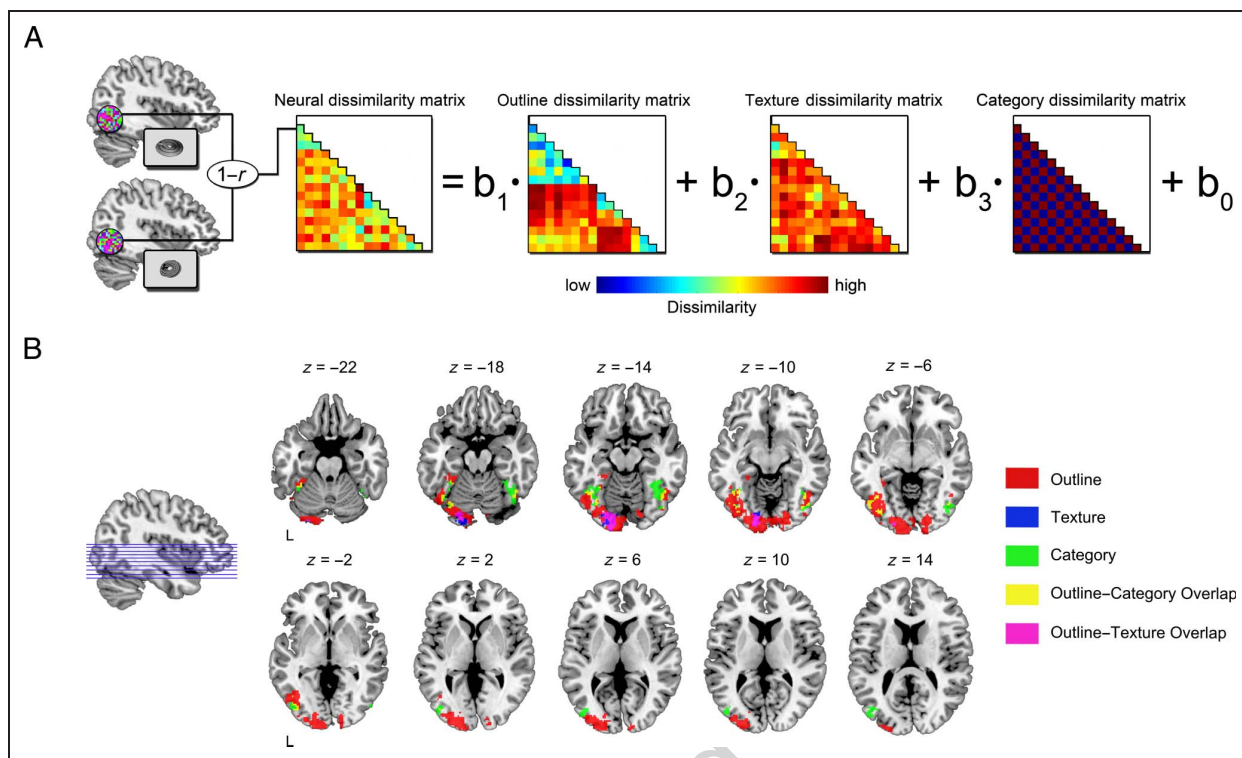 A
Neural dissimilarity matrix
Outline dissimilarity matrix
Texture dissimilarity matrix
Category dissimilarity matrix
1–r
= b1 · + b2 · + b3 · + b0
low high
Dissimilarity
B
z = –22 z = –18 z = –14 z = –10 z = –6
L
Outline
Texture
Category
Outline–Category Overlap
Outline–Texture Overlap
z = –2 z = 2 z = 6 z = 10 z = 14
L